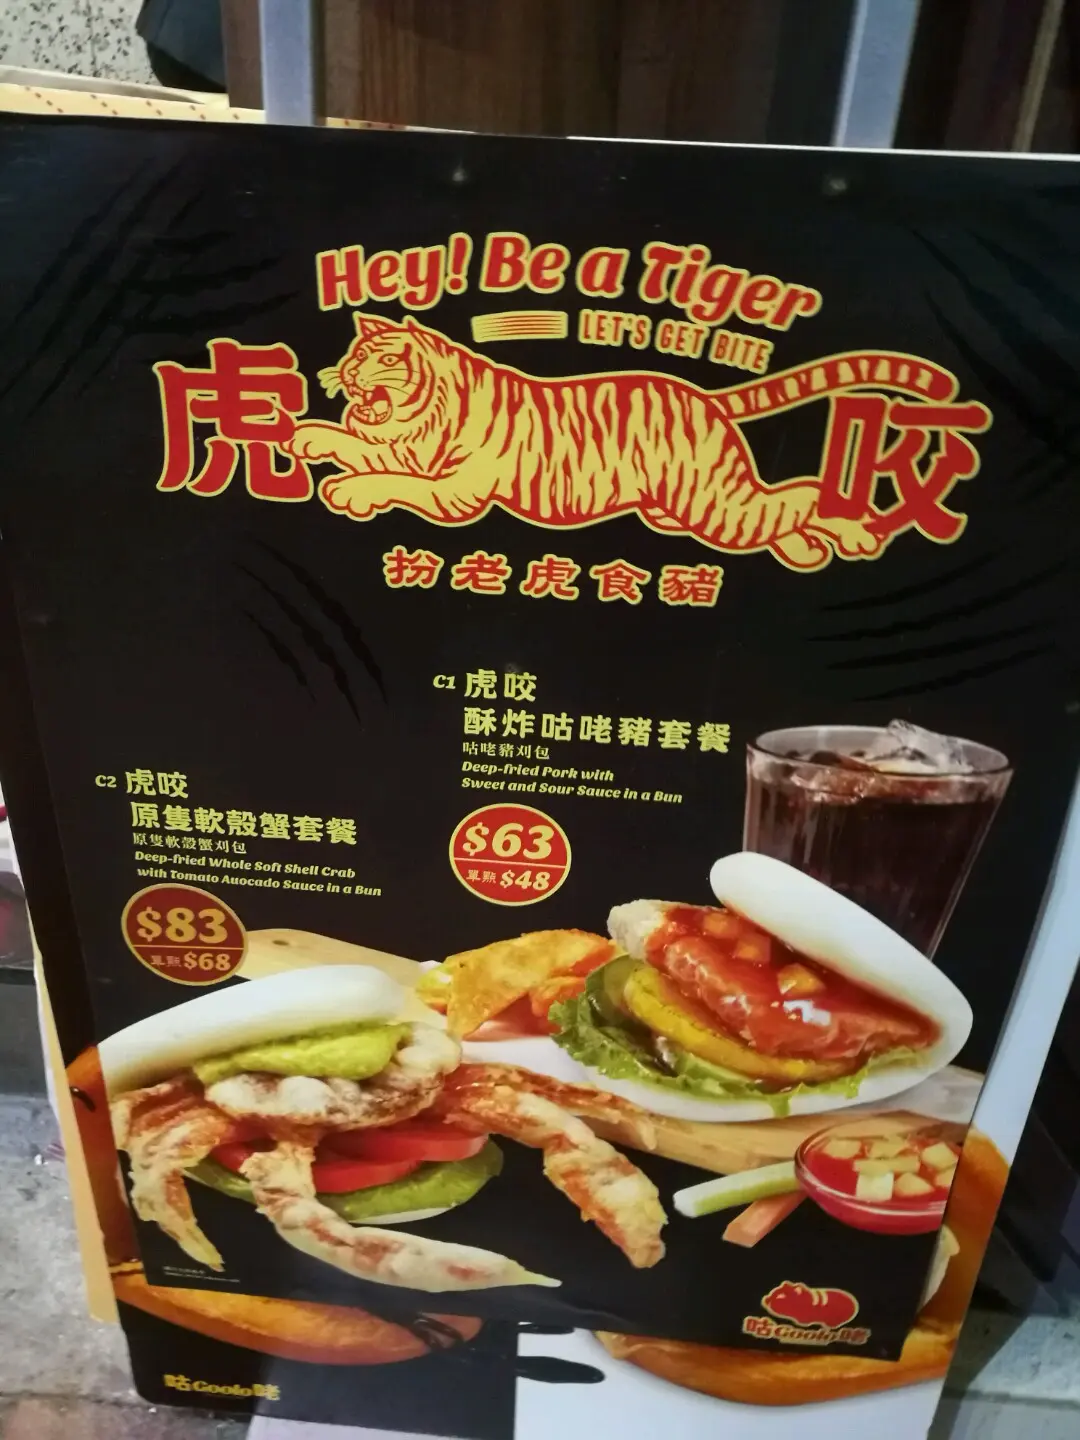 Hey! Be a Tiger
LET'S GET BITE
虎咬
扮老虎食豬
C1 虎咬
酥炸咕咾豬套餐
咕咾豬刈包
Deep-fried Pork with
Sweet and Sour Sauce in a Bun
$63
單點 $48
C2 虎咬
原隻軟殼蟹套餐
原隻軟殼蟹刈包
Deep-fried Whole Soft Shell Crab
with Tomato Avocado Sauce in a Bun
$83
單點 $68
咕Goolo咾
咕Goolo咾